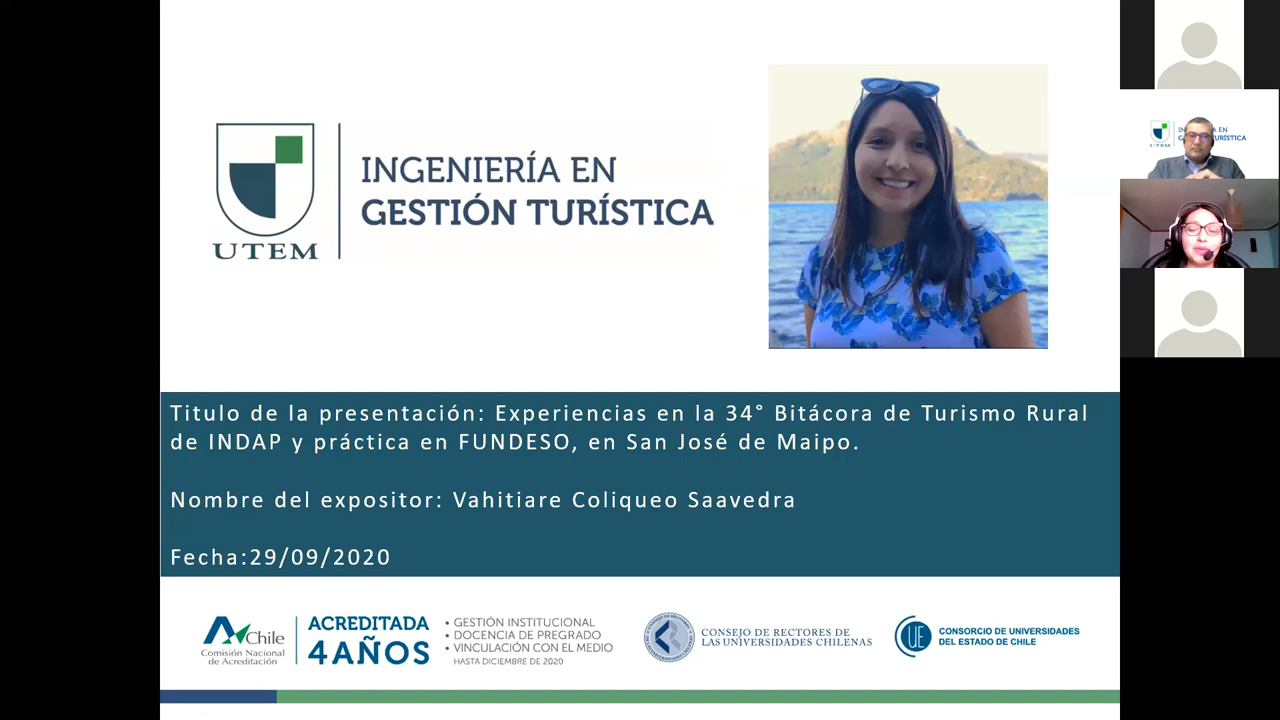 UTEM
INGENIERÍA EN
GESTIÓN TURÍSTICA
Titulo de la presentación: Experiencias en la 34° Bitácora de Turismo Rural
de INDAP y práctica en FUNDESO, en San José de Maipo.
Nombre del expositor: Vahitiare Coliqueo Saavedra
Fecha:29/09/2020
Chile
Comisión Nacional
de Acreditación
ACREDITADA
4 AÑOS
• GESTIÓN INSTITUCIONAL
• DOCENCIA DE PREGRADO
• VINCULACIÓN CON EL MEDIO
HASTA DICIEMBRE DE 2020
CONSEJO DE RECTORES DE
LAS UNIVERSIDADES CHILENAS
UE
CONSORCIO DE UNIVERSIDADES
DEL ESTADO DE CHILE